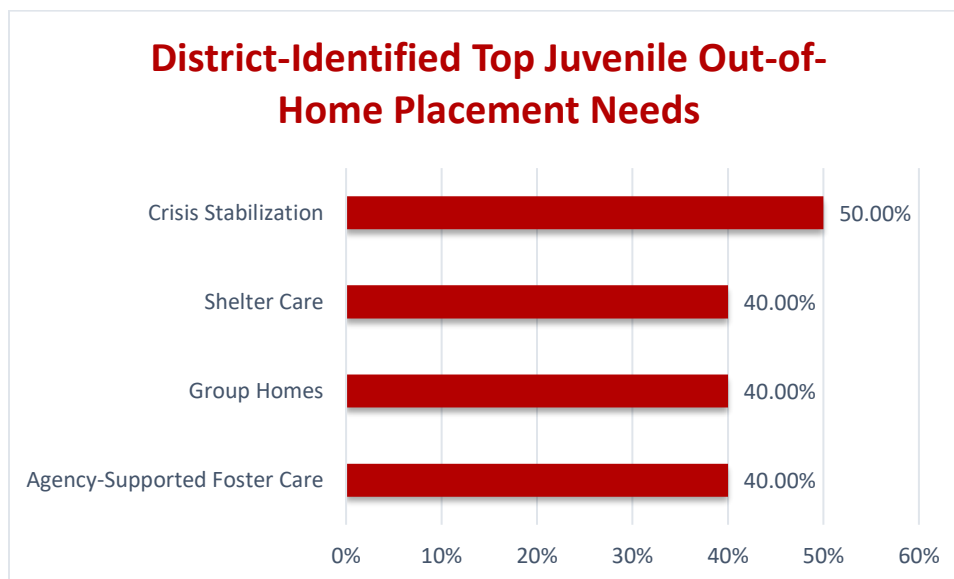 District-Identified Top Juvenile Out-of-
Home Placement Needs
Crisis Stabilization
50.00%
Shelter Care
40.00%
Group Homes
40.00%
Agency-Supported Foster Care
40.00%
0% 10% 20% 30% 40% 50% 60%